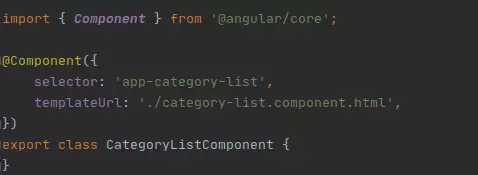 import { Component } from '@angular/core';
@Component({
selector: 'app-category-list',
templateUrl: './category-list.component.html',
})
export class CategoryListComponent {
}